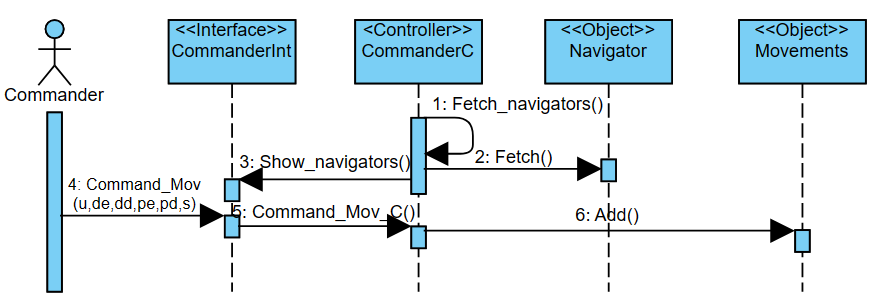 <<Interface>>
CommanderInt
<Controller>>
CommanderC
<<Object>>
Navigator
<<Object>>
Movements
Commander
1: Fetch_navigators()
2: Fetch()
3: Show_navigators()
4: Command_Mov
(u,de,dd,pe,pd,s)
5: Command_Mov_C()
6: Add()